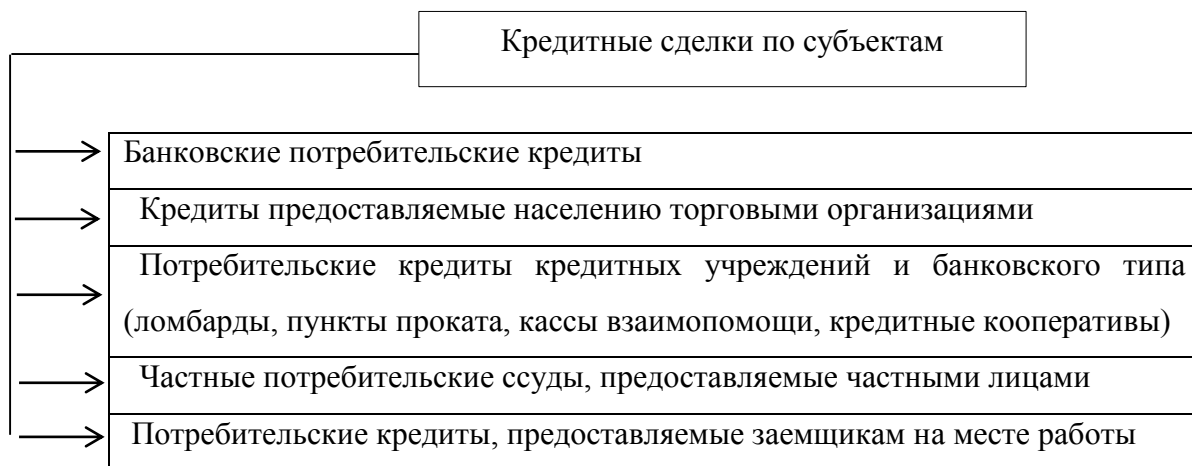 Кредитные сделки по субъектам
Банковские потребительские кредиты
Кредиты предоставляемые населению торговыми организациями
Потребительские кредиты кредитных учреждений и банковского типа
(ломбарды, пункты проката, кассы взаимопомощи, кредитные кооперативы)
Частные потребительские ссуды, предоставляемые частными лицами
Потребительские кредиты, предоставляемые заемщикам на месте работы